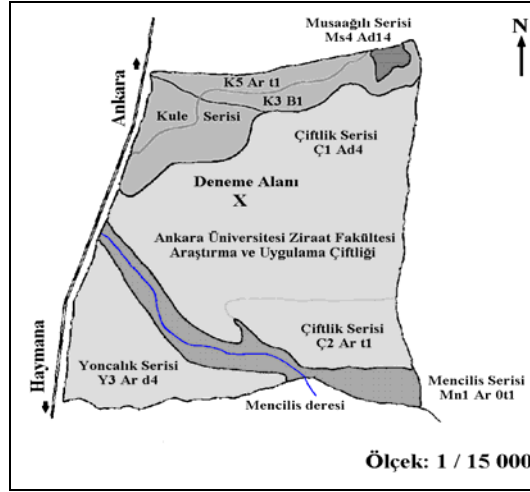 Musaağılı Serisi
Ms4 Ad14
N
K5 Ar t1
K3 B1
Kule Serisi
Ankara
Çiftlik Serisi
Ç1 Ad4
Deneme Alanı
X
Ankara Üniversitesi Ziraat Fakültesi
Araştırma ve Uygulama Çiftliği
Çiftlik Serisi
Ç2 Ar t1
Haymana
Yoncalık Serisi
Y3 Ar d4
Mencilis Serisi
Mn1 Ar 0t1
Mencilis deresi
Ölçek: 1 / 15 000